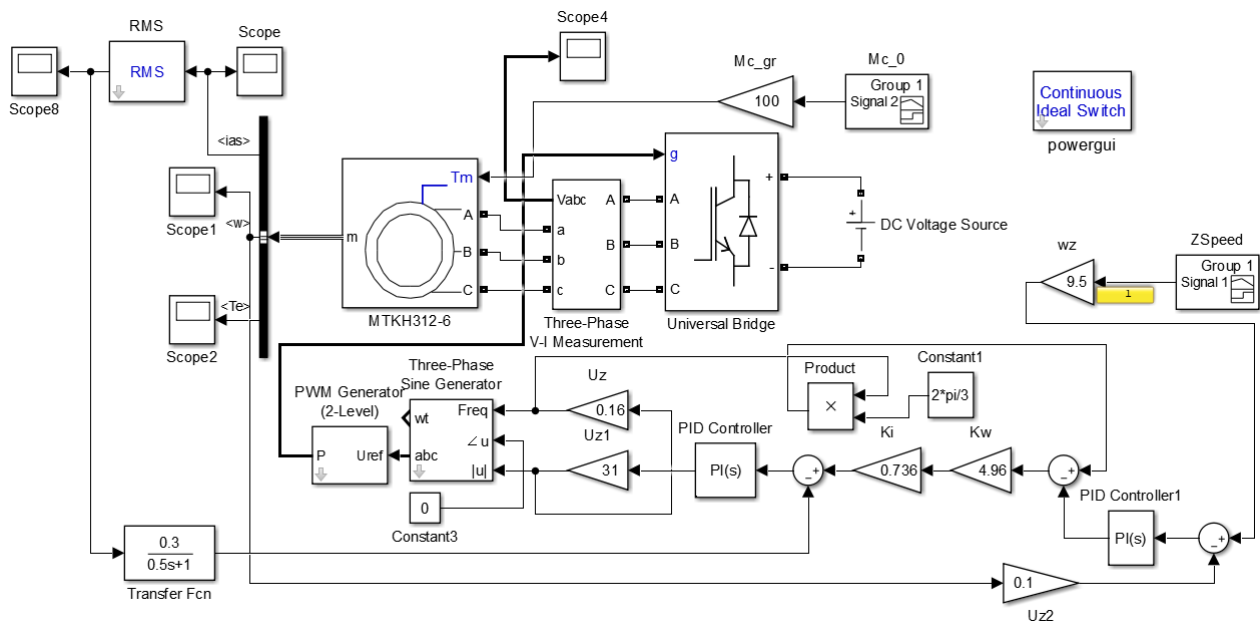 RMS
Scope
Scope4
RMS
Scope8
Mc_gr
Mc_0
100
Group 1
Signal 2
Continuous
Ideal Switch
powergui
<ias>
Scope1
<w>
<Te>
Scope2
m
Tm
A
B
C
MTKH312-6
Vabc
a
b
c
A
B
C
Three-Phase
V-I Measurement
g
A
B
C
+
-
Universal Bridge
+
DC Voltage Source
wz
9.5
1
ZSpeed
Group 1
Signal 1
PWM Generator
(2-Level)
P
Uref
Three-Phase
Sine Generator
wt
abc
Freq
∠u
|u|
Uz
0.16
Uz1
31
PID Controller
PI(s)
Product
×
Constant1
2*pi/3
Ki
0.736
Kw
4.96
PID Controller1
PI(s)
0
Constant3
0.3
0.5s+1
Transfer Fcn
0.1
Uz2